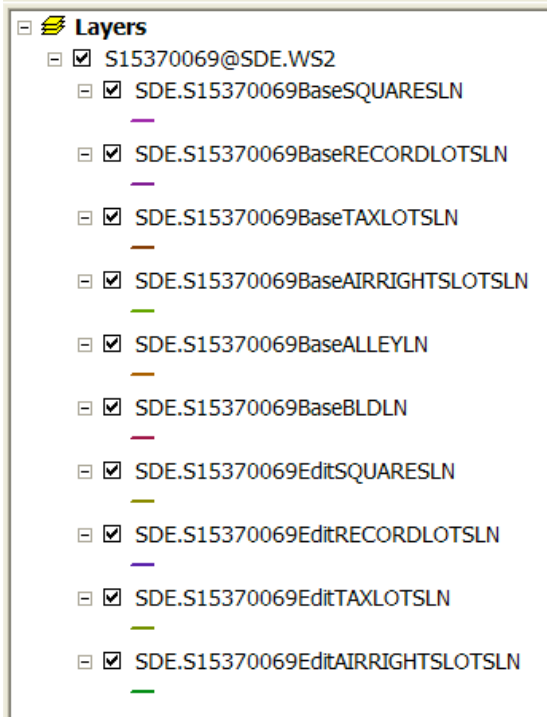 Layers
S15370069@SDE.WS2
SDE.S15370069BaseSQUARESLN
SDE.S15370069BaseRECORDLOTSLN
SDE.S15370069BaseTAXLOTSLN
SDE.S15370069BaseAIRRIGHTSLOTSLN
SDE.S15370069BaseALLEYLN
SDE.S15370069BaseBLDLN
SDE.S15370069EditSQUARESLN
SDE.S15370069EditRECORDLOTSLN
SDE.S15370069EditTAXLOTSLN
SDE.S15370069EditAIRRIGHTSLOTSLN